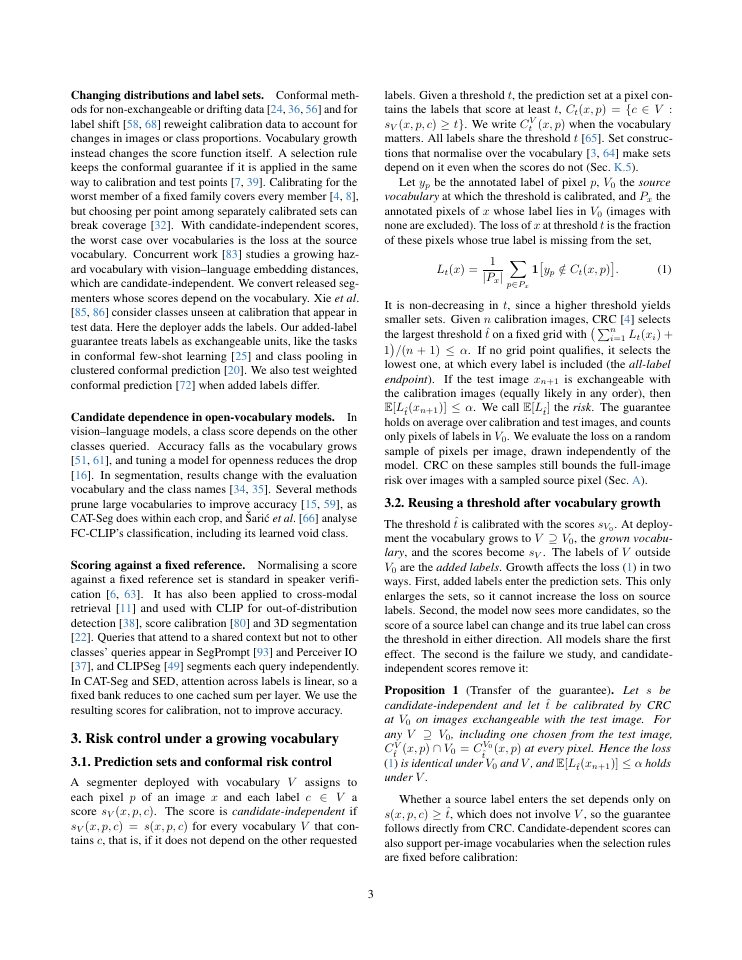 Changing distributions and label sets. Conformal meth-
ods for non-exchangeable or drifting data [24, 36, 56] and for
label shift [58, 68] reweight calibration data to account for
changes in images or class proportions. Vocabulary growth
instead changes the score function itself. A selection rule
keeps the conformal guarantee if it is applied in the same
way to calibration and test points [7, 39]. Calibrating for the
worst member of a fixed family covers every member [4, 8],
but choosing per point among separately calibrated sets can
break coverage [32]. With candidate-independent scores,
the worst case over vocabularies is the loss at the source
vocabulary. Concurrent work [83] studies a growing haz-
ard vocabulary with vision–language embedding distances,
which are candidate-independent. We convert released seg-
menters whose scores depend on the vocabulary. Xie et al.
[85, 86] consider classes unseen at calibration that appear in
test data. Here the deployer adds the labels. Our added-label
guarantee treats labels as exchangeable units, like the tasks
in conformal few-shot learning [25] and class pooling in
clustered conformal prediction [20]. We also test weighted
conformal prediction [72] when added labels differ.
Candidate dependence in open-vocabulary models. In
vision–language models, a class score depends on the other
classes queried. Accuracy falls as the vocabulary grows
[51, 61], and tuning a model for openness reduces the drop
[16]. In segmentation, results change with the evaluation
vocabulary and the class names [34, 35]. Several methods
prune large vocabularies to improve accuracy [15, 59], as
CAT-Seg does within each crop, and Šarić et al. [66] analyse
FC-CLIP's classification, including its learned void class.
Scoring against a fixed reference. Normalising a score
against a fixed reference set is standard in speaker verifi-
cation [6, 63]. It has also been applied to cross-modal
retrieval [11] and used with CLIP for out-of-distribution
detection [38], score calibration [80] and 3D segmentation
[22]. Queries that attend to a shared context but not to other
classes' queries appear in SegPrompt [93] and Perceiver IO
[37], and CLIPSeg [49] segments each query independently.
In CAT-Seg and SED, attention across labels is linear, so a
fixed bank reduces to one cached sum per layer. We use the
resulting scores for calibration, not to improve accuracy.
3. Risk control under a growing vocabulary
3.1. Prediction sets and conformal risk control
A segmenter deployed with vocabulary V assigns to
each pixel p of an image x and each label c ∈ V a
score s_V(x, p, c). The score is candidate-independent if
s_V(x, p, c) = s(x, p, c) for every vocabulary V that con-
tains c, that is, if it does not depend on the other requested
labels. Given a threshold t, the prediction set at a pixel con-
tains the labels that score at least t, C_t(x, p) = {c ∈ V :
s_V(x, p, c) ≥ t}. We write C_t^V(x, p) when the vocabulary
matters. All labels share the threshold t [65]. Set construc-
tions that normalise over the vocabulary [3, 64] make sets
depend on it even when the scores do not (Sec. K.5).
Let y_p be the annotated label of pixel p, V_0 the source
vocabulary at which the threshold is calibrated, and P_x the
annotated pixels of x whose label lies in V_0 (images with
none are excluded). The loss of x at threshold t is the fraction
of these pixels whose true label is missing from the set,
L_t(x) = 1/|P_x| ∑_{p∈P_x} 1[y_p ∉ C_t(x, p)]. (1)
It is non-decreasing in t, since a higher threshold yields
smaller sets. Given n calibration images, CRC [4] selects
the largest threshold t̂ on a fixed grid with (∑_{i=1}^n L_t(x_i) +
1)/(n + 1) ≤ α. If no grid point qualifies, it selects the
lowest one, at which every label is included (the all-label
endpoint). If the test image x_{n+1} is exchangeable with
the calibration images (equally likely in any order), then
𝔼[L_t̂(x_{n+1})] ≤ α. We call 𝔼[L_t̂] the risk. The guarantee
holds on average over calibration and test images, and counts
only pixels of labels in V_0. We evaluate the loss on a random
sample of pixels per image, drawn independently of the
model. CRC on these samples still bounds the full-image
risk over images with a sampled source pixel (Sec. A).
3.2. Reusing a threshold after vocabulary growth
The threshold t̂ is calibrated with the scores s_{V_0}. At deploy-
ment the vocabulary grows to V ⊇ V_0, the grown vocabu-
lary, and the scores become s_V. The labels of V outside
V_0 are the added labels. Growth affects the loss (1) in two
ways. First, added labels enter the prediction sets. This only
enlarges the sets, so it cannot increase the loss on source
labels. Second, the model now sees more candidates, so the
score of a source label can change and its true label can cross
the threshold in either direction. All models share the first
effect. The second is the failure we study, and candidate-
independent scores remove it:
Proposition 1 (Transfer of the guarantee). Let s be
candidate-independent and let t̂ be calibrated by CRC
at V_0 on images exchangeable with the test image. For
any V ⊇ V_0, including one chosen from the test image,
C_t̂^V(x, p) ∩ V_0 = C_t̂^{V_0}(x, p) at every pixel. Hence the loss
(1) is identical under V_0 and V, and 𝔼[L_t̂(x_{n+1})] ≤ α holds
under V.
Whether a source label enters the set depends only on
s(x, p, c) ≥ t̂, which does not involve V, so the guarantee
follows directly from CRC. Candidate-dependent scores can
also support per-image vocabularies when the selection rules
are fixed before calibration:
3